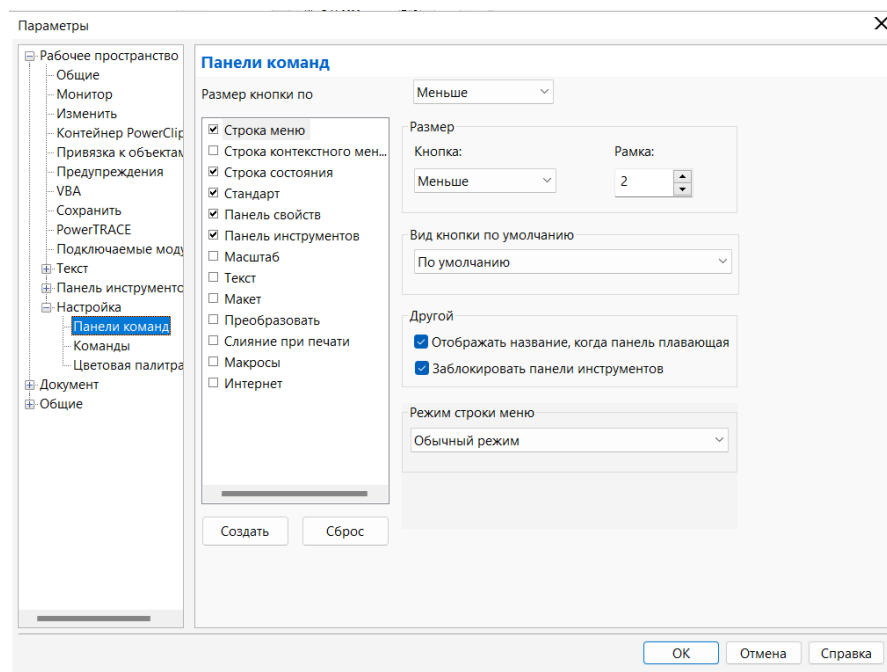 Параметры
Рабочее пространство
Общие
Монитор
Изменить
Контейнер PowerClip
Привязка к объектам
Предупреждения
VBA
Сохранить
PowerTRACE
Подключаемые моду
Текст
Панель инструменто
Настройка
Панели команд
Команды
Цветовая палитра
Документ
Общие
Панели команд
Размер кнопки по
Меньше
Строка меню
Строка контекстного мен...
Строка состояния
Стандарт
Панель свойств
Панель инструментов
Масштаб
Текст
Макет
Преобразовать
Слияние при печати
Макросы
Интернет
Создать
Сброс
Размер
Кнопка:
Рамка:
Меньше
2
Вид кнопки по умолчанию
По умолчанию
Другой
Отображать название, когда панель плавающая
Заблокировать панели инструментов
Режим строки меню
Обычный режим
ОК
Отмена
Справка